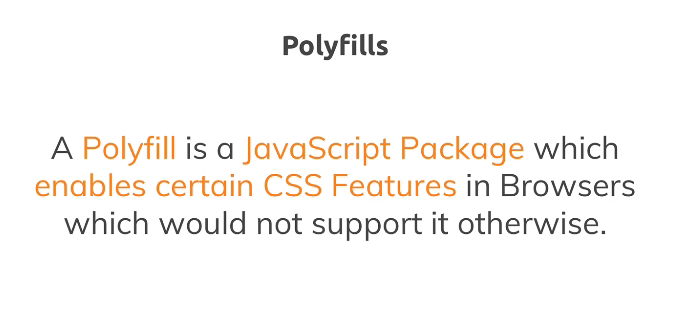 Polyfills
A Polyfill is a JavaScript Package which
enables certain CSS Features in Browsers
which would not support it otherwise.